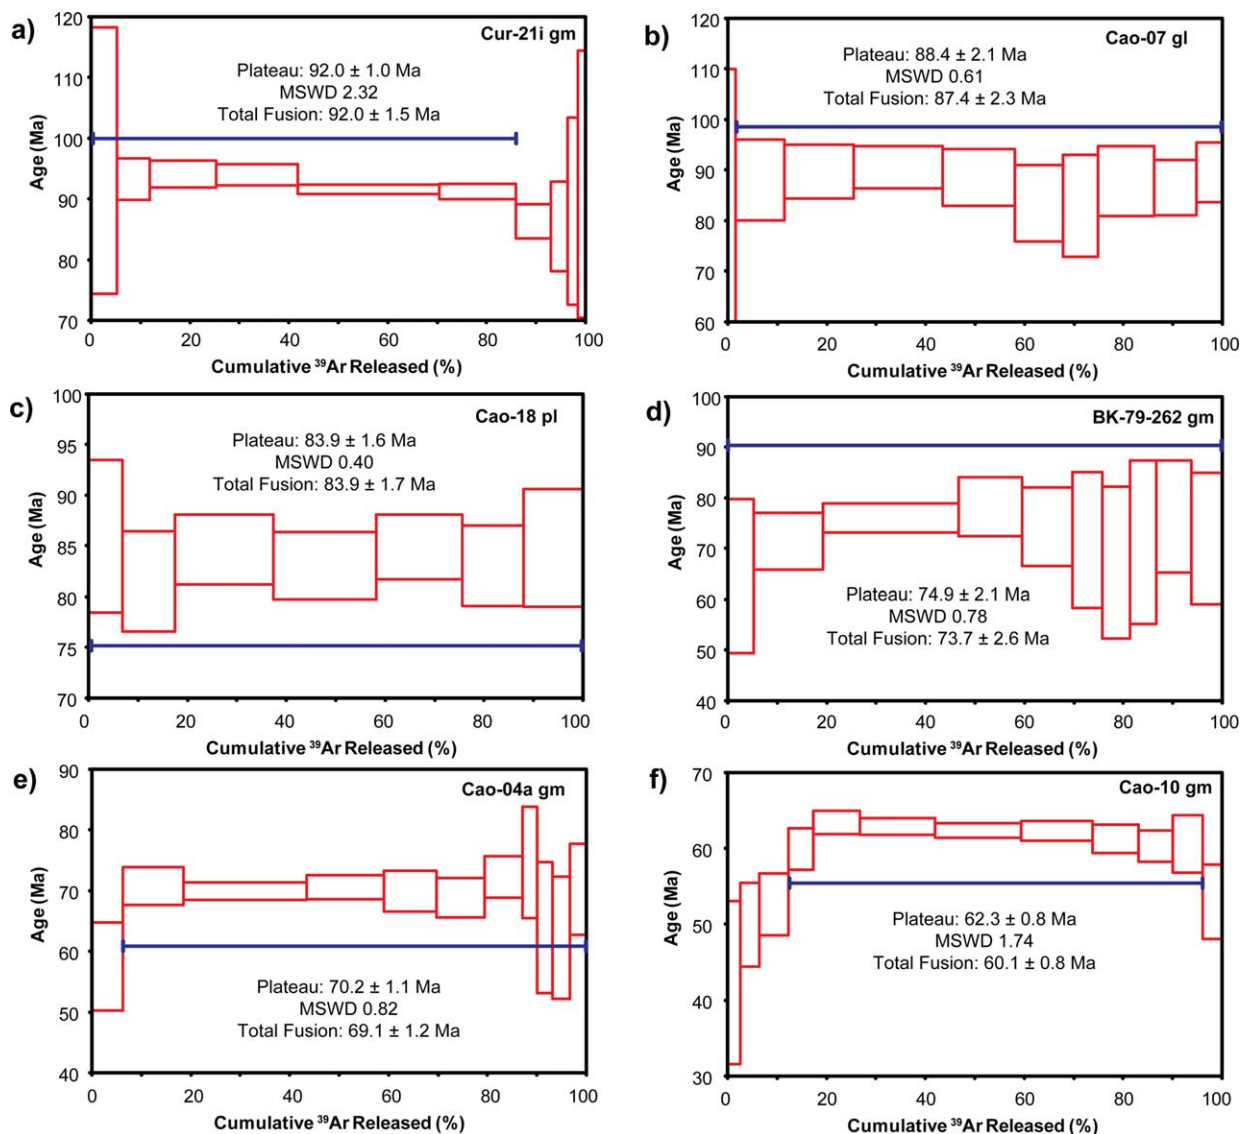 a)
Cur-21i gm
Plateau: 92.0 ± 1.0 Ma
MSWD 2.32
Total Fusion: 92.0 ± 1.5 Ma
Age (Ma)
120
110
100
90
80
70
0 20 40 60 80 100
Cumulative ³⁹Ar Released (%)
b)
Cao-07 gl
Plateau: 88.4 ± 2.1 Ma
MSWD 0.61
Total Fusion: 87.4 ± 2.3 Ma
Age (Ma)
120
110
100
90
80
70
60
0 20 40 60 80 100
Cumulative ³⁹Ar Released (%)
c)
Cao-18 pl
Plateau: 83.9 ± 1.6 Ma
MSWD 0.40
Total Fusion: 83.9 ± 1.7 Ma
Age (Ma)
100
95
90
85
80
75
70
0 20 40 60 80 100
Cumulative ³⁹Ar Released (%)
d)
BK-79-262 gm
Plateau: 74.9 ± 2.1 Ma
MSWD 0.78
Total Fusion: 73.7 ± 2.6 Ma
Age (Ma)
100
90
80
70
60
50
40
0 20 40 60 80 100
Cumulative ³⁹Ar Released (%)
e)
Cao-04a gm
Plateau: 70.2 ± 1.1 Ma
MSWD 0.82
Total Fusion: 69.1 ± 1.2 Ma
Age (Ma)
90
80
70
60
50
40
0 20 40 60 80 100
Cumulative ³⁹Ar Released (%)
f)
Cao-10 gm
Plateau: 62.3 ± 0.8 Ma
MSWD 1.74
Total Fusion: 60.1 ± 0.8 Ma
Age (Ma)
70
60
50
40
30
0 20 40 60 80 100
Cumulative ³⁹Ar Released (%)